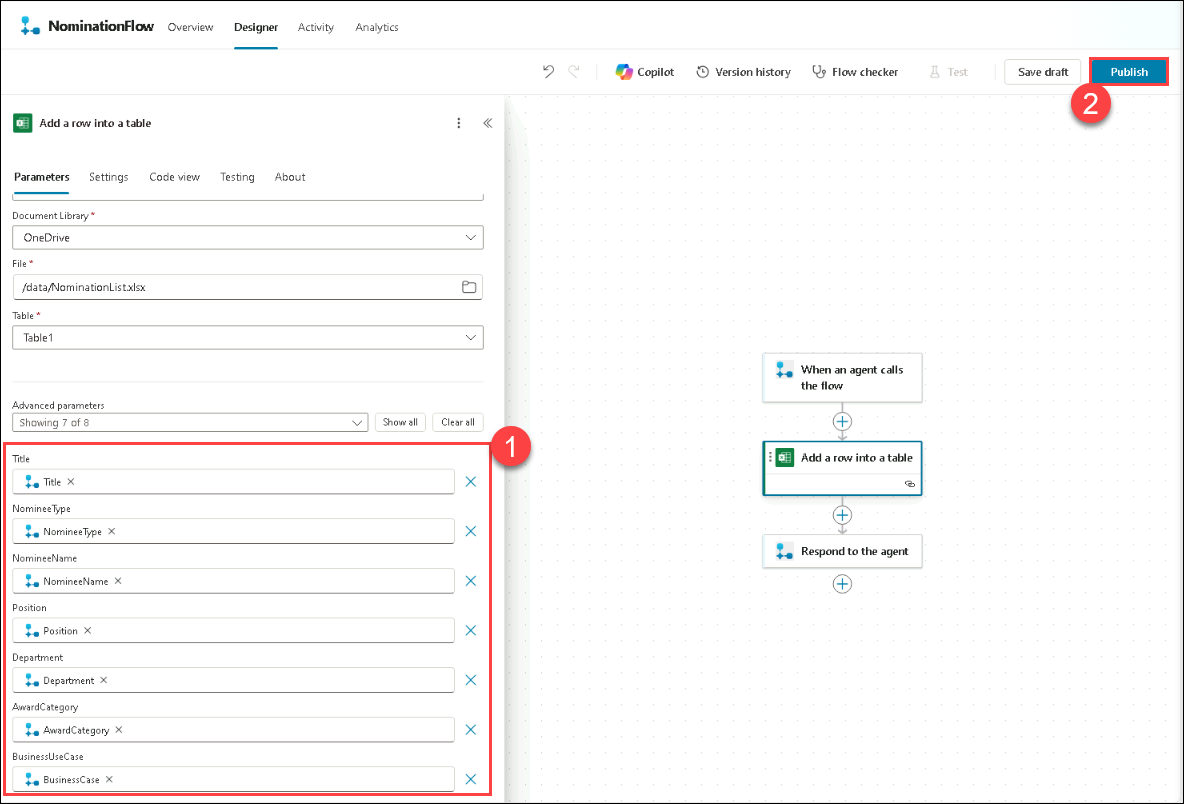 NominationFlow Overview Designer Activity Analytics
Copilot Version history Flow checker Test Save draft Publish
2
Add a row into a table
Parameters Settings Code view Testing About
Document Library *
OneDrive
File *
/data/NominationList.xlsx
Table *
Table1
Advanced parameters
Showing 7 of 8 Show all Clear all
1
Title
Title
NomineeType
NomineeType
NomineeName
NomineeName
Position
Position
Department
Department
AwardCategory
AwardCategory
BusinessUseCase
BusinessCase
When an agent calls
the flow
Add a row into a table
Respond to the agent